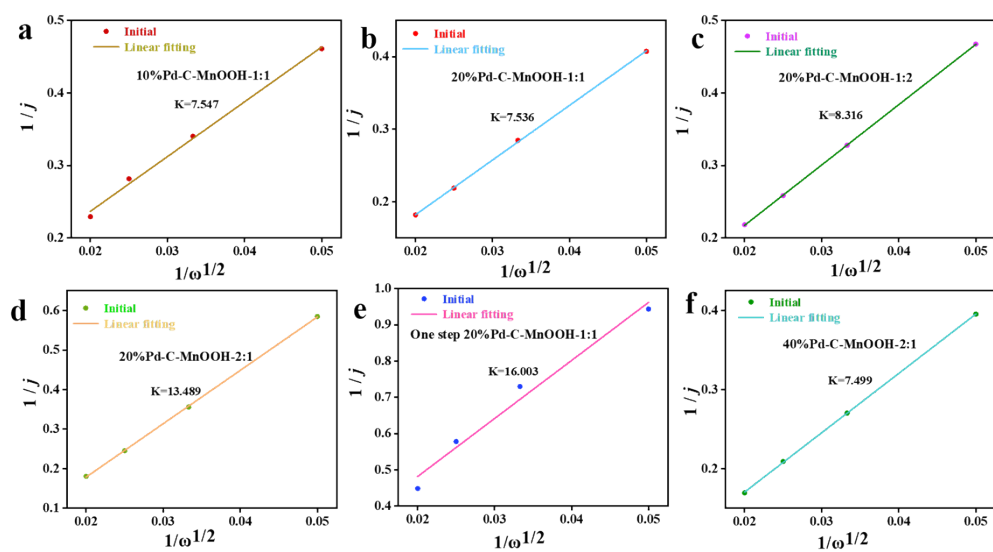 a
0.5
0.4
0.3
0.2
1 / j
Initial
Linear fitting
10%Pd-C-MnOOH-1:1
K=7.547
0.02
0.03
0.04
0.05
1/ω1/2
b
0.4
0.3
0.2
1 / j
Initial
Linear fitting
20%Pd-C-MnOOH-1:1
K=7.536
0.02
0.03
0.04
0.05
1/ω1/2
c
0.5
0.4
0.3
0.2
1 / j
Initial
Linear fitting
20%Pd-C-MnOOH-1:2
K=8.316
0.02
0.03
0.04
0.05
1/ω1/2
d
0.6
0.5
0.4
0.3
0.2
0.1
1 / j
Initial
Linear fitting
20%Pd-C-MnOOH-2:1
K=13.489
0.02
0.03
0.04
0.05
1/ω1/2
e
1.0
0.9
0.8
0.7
0.6
0.5
0.4
1 / j
Initial
Linear fitting
One step 20%Pd-C-MnOOH-1:1
K=16.003
0.02
0.03
0.04
0.05
1/ω1/2
f
0.4
0.3
0.2
1 / j
Initial
Linear fitting
40%Pd-C-MnOOH-2:1
K=7.499
0.02
0.03
0.04
0.05
1/ω1/2